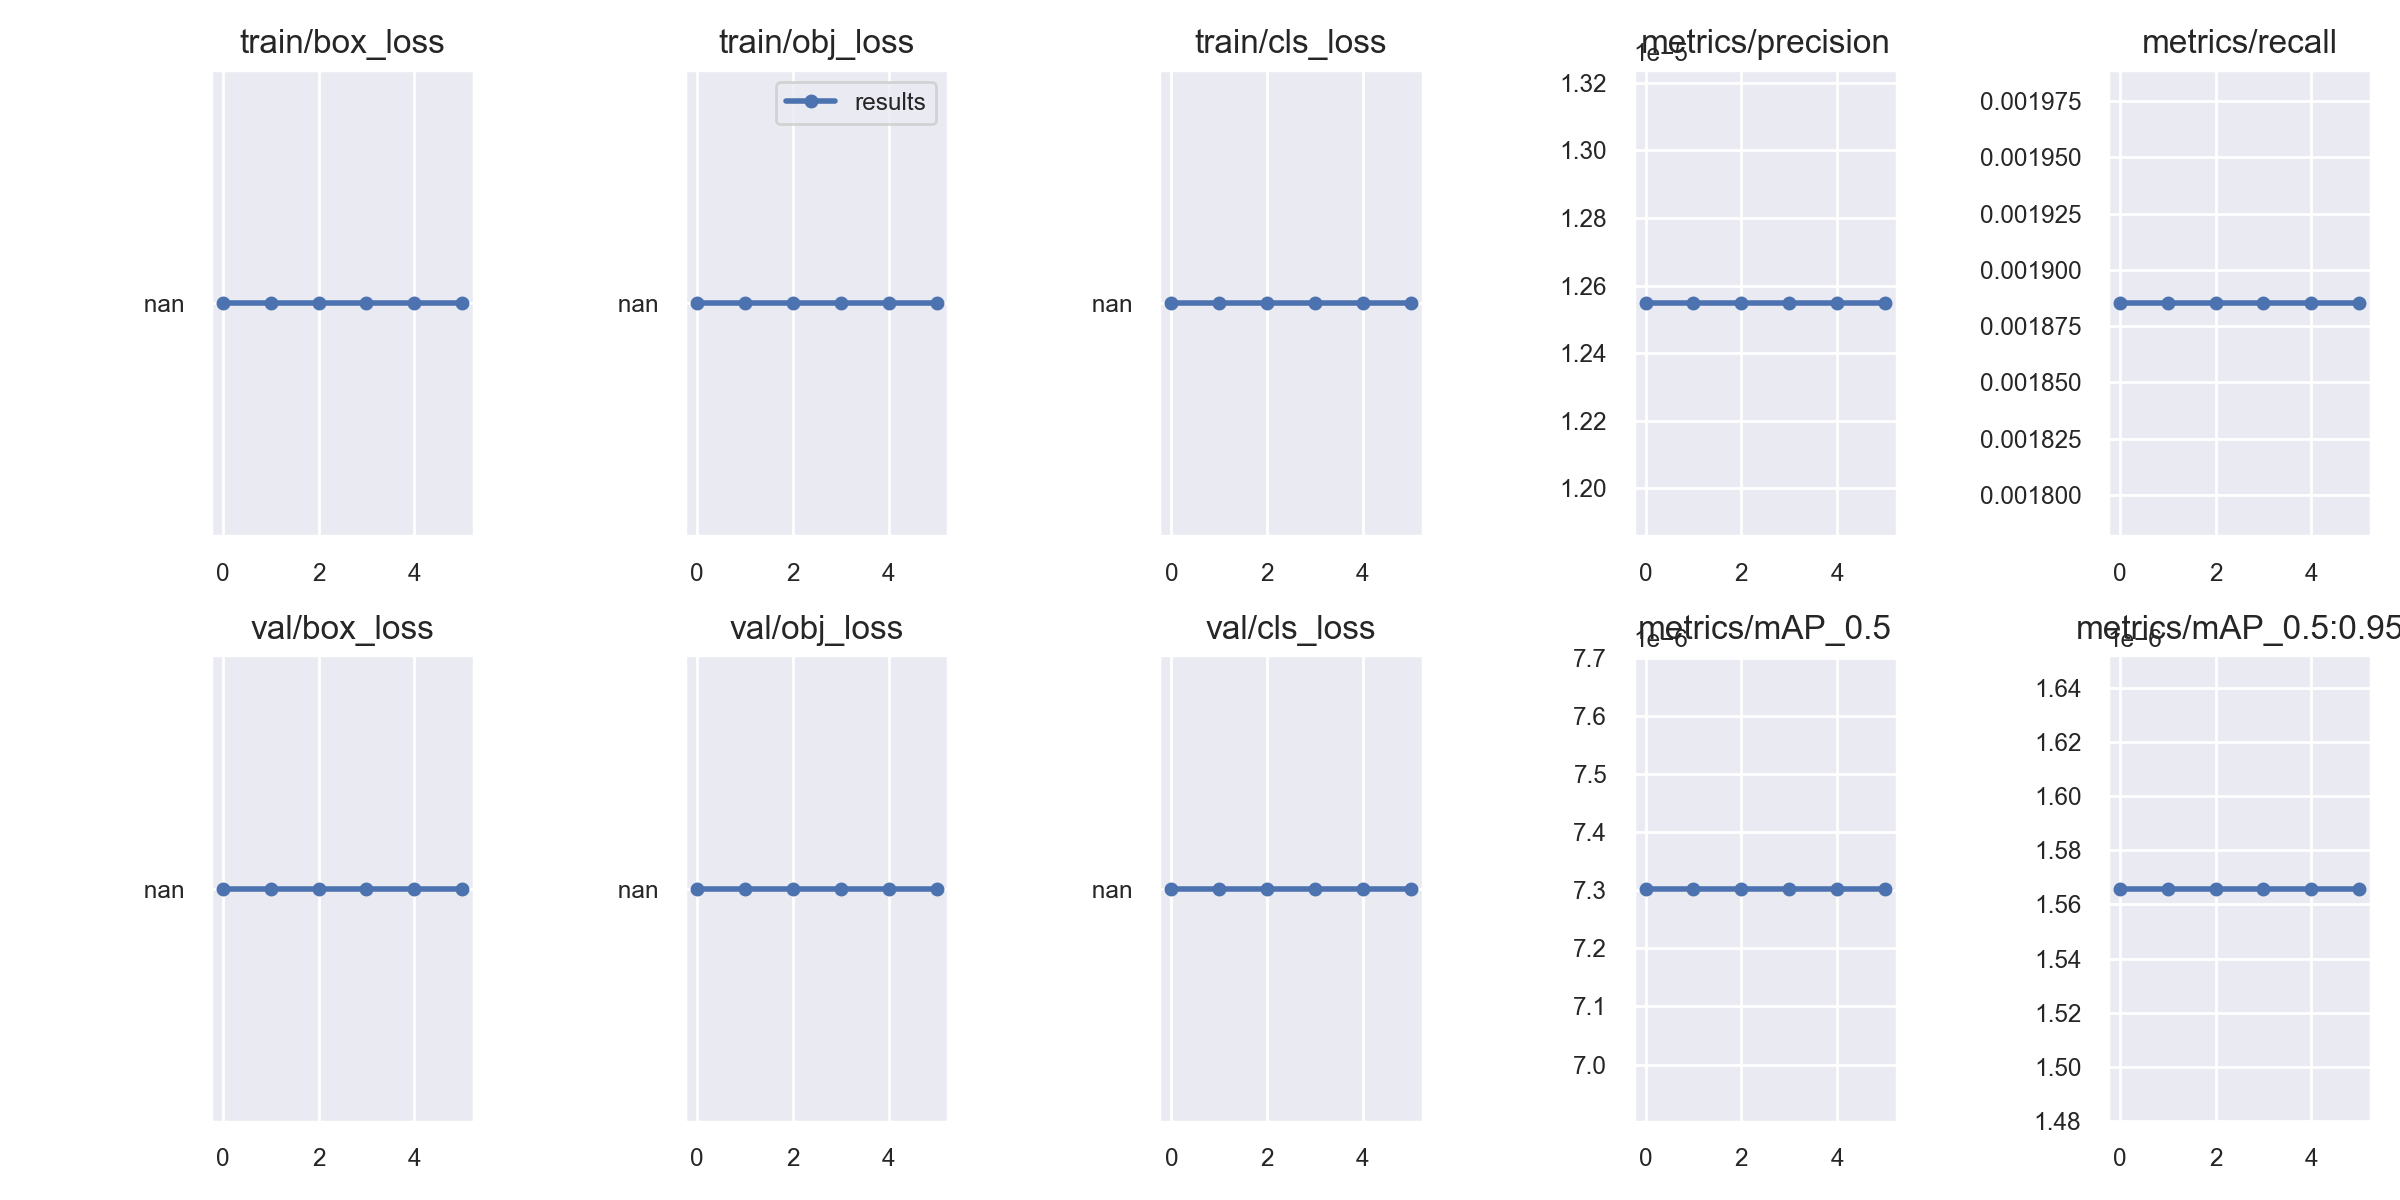 train/box_loss
nan
0 2 4
train/obj_loss
results
nan
0 2 4
train/cls_loss
nan
0 2 4
metrics/precision
1e−5
1.32
1.30
1.28
1.26
1.24
1.22
1.20
0 2 4
metrics/recall
0.001975
0.001950
0.001925
0.001900
0.001875
0.001850
0.001825
0.001800
0 2 4
val/box_loss
nan
0 2 4
val/obj_loss
nan
0 2 4
val/cls_loss
nan
0 2 4
metrics/mAP_0.5
1e−6
7.7
7.6
7.5
7.4
7.3
7.2
7.1
7.0
0 2 4
metrics/mAP_0.5:0.95
1e−6
1.64
1.62
1.60
1.58
1.56
1.54
1.52
1.50
1.48
0 2 4